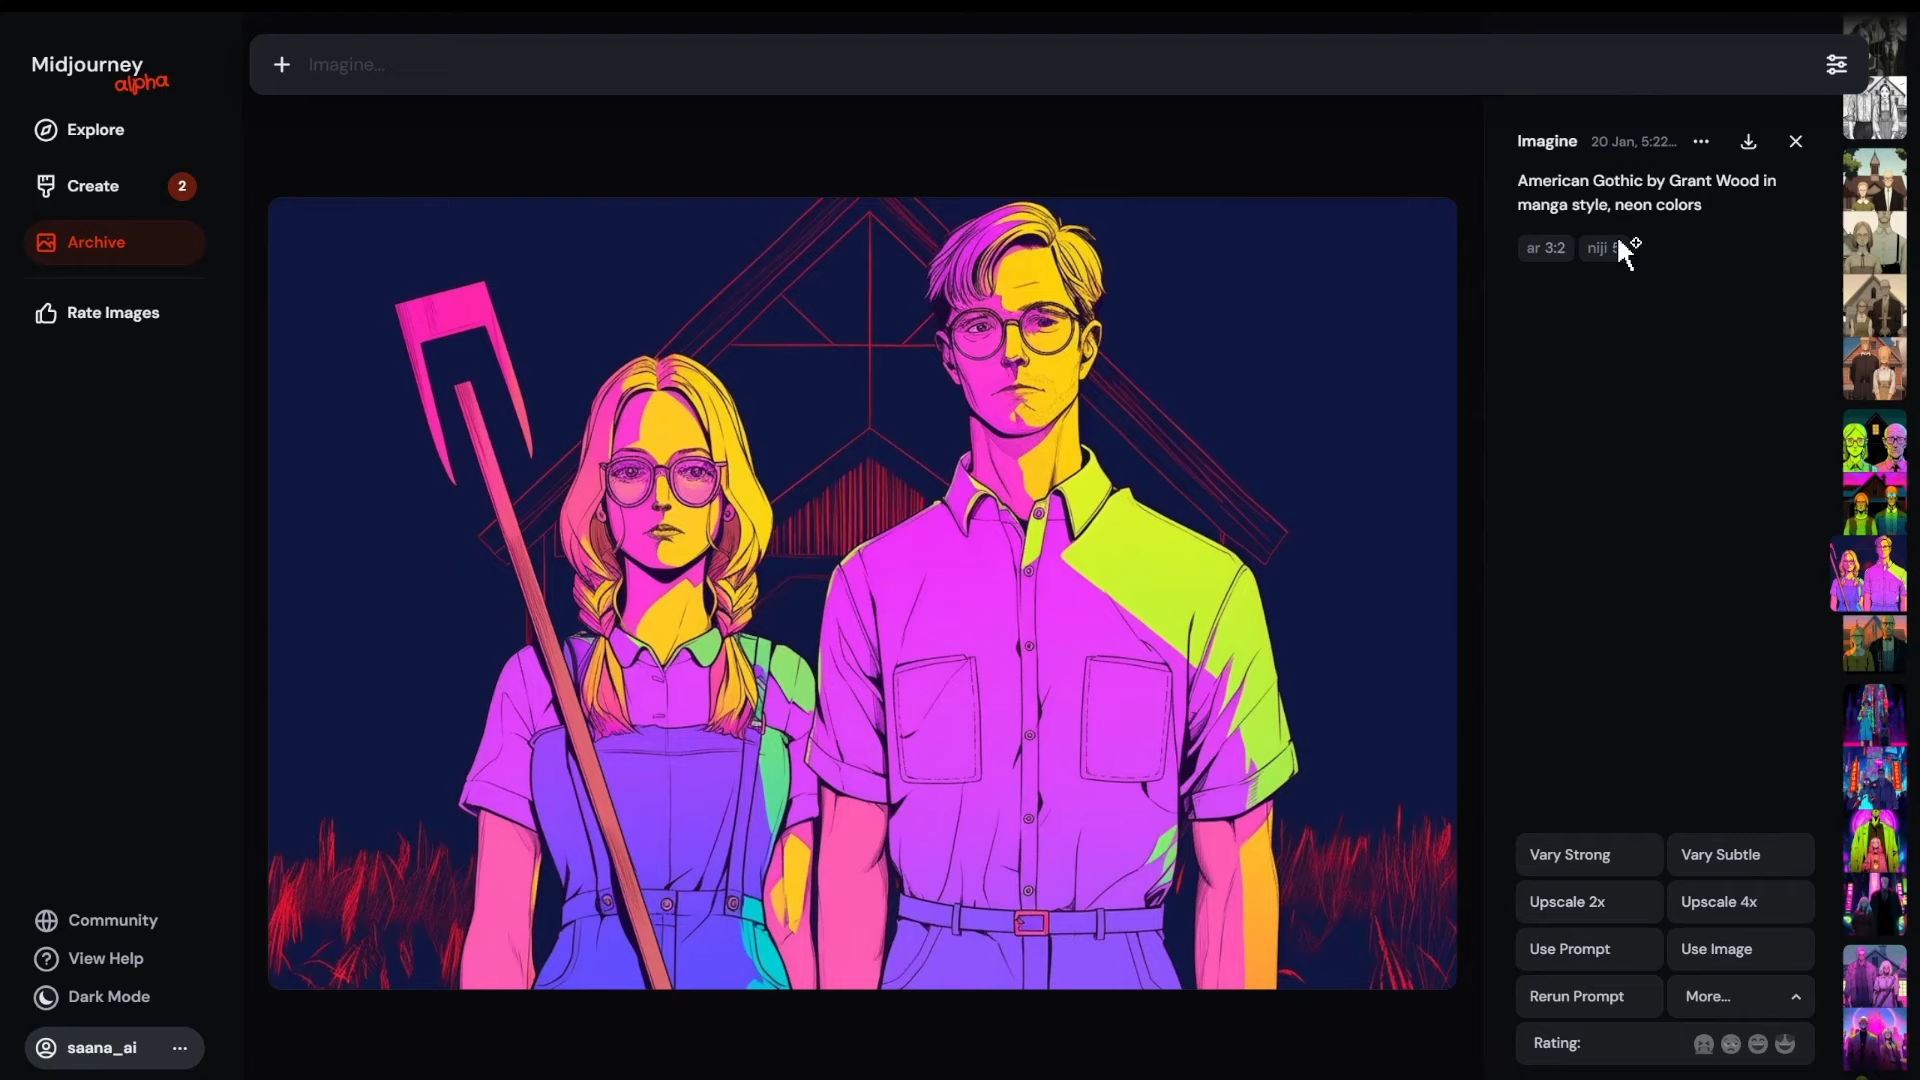 Midjourney
alpha
Imagine...
Explore
Create
2
Archive
Rate Images
Imagine
20 Jan, 5:22...
American Gothic by Grant Wood in
manga style, neon colors
ar 3:2
niji
Vary Strong
Vary Subtle
Upscale 2x
Upscale 4x
Use Prompt
Use Image
Rerun Prompt
More...
Rating:
Community
View Help
Dark Mode
saana_ai
...